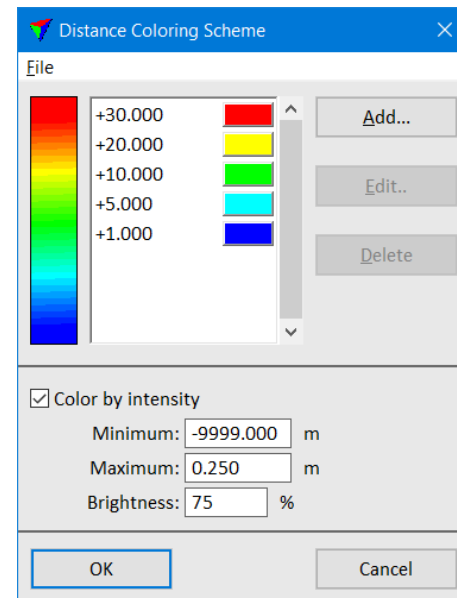 Distance Coloring Scheme
File
+30.000
+20.000
+10.000
+5.000
+1.000
Add...
Edit..
Delete
Color by intensity
Minimum: -9999.000 m
Maximum: 0.250 m
Brightness: 75 %
OK Cancel